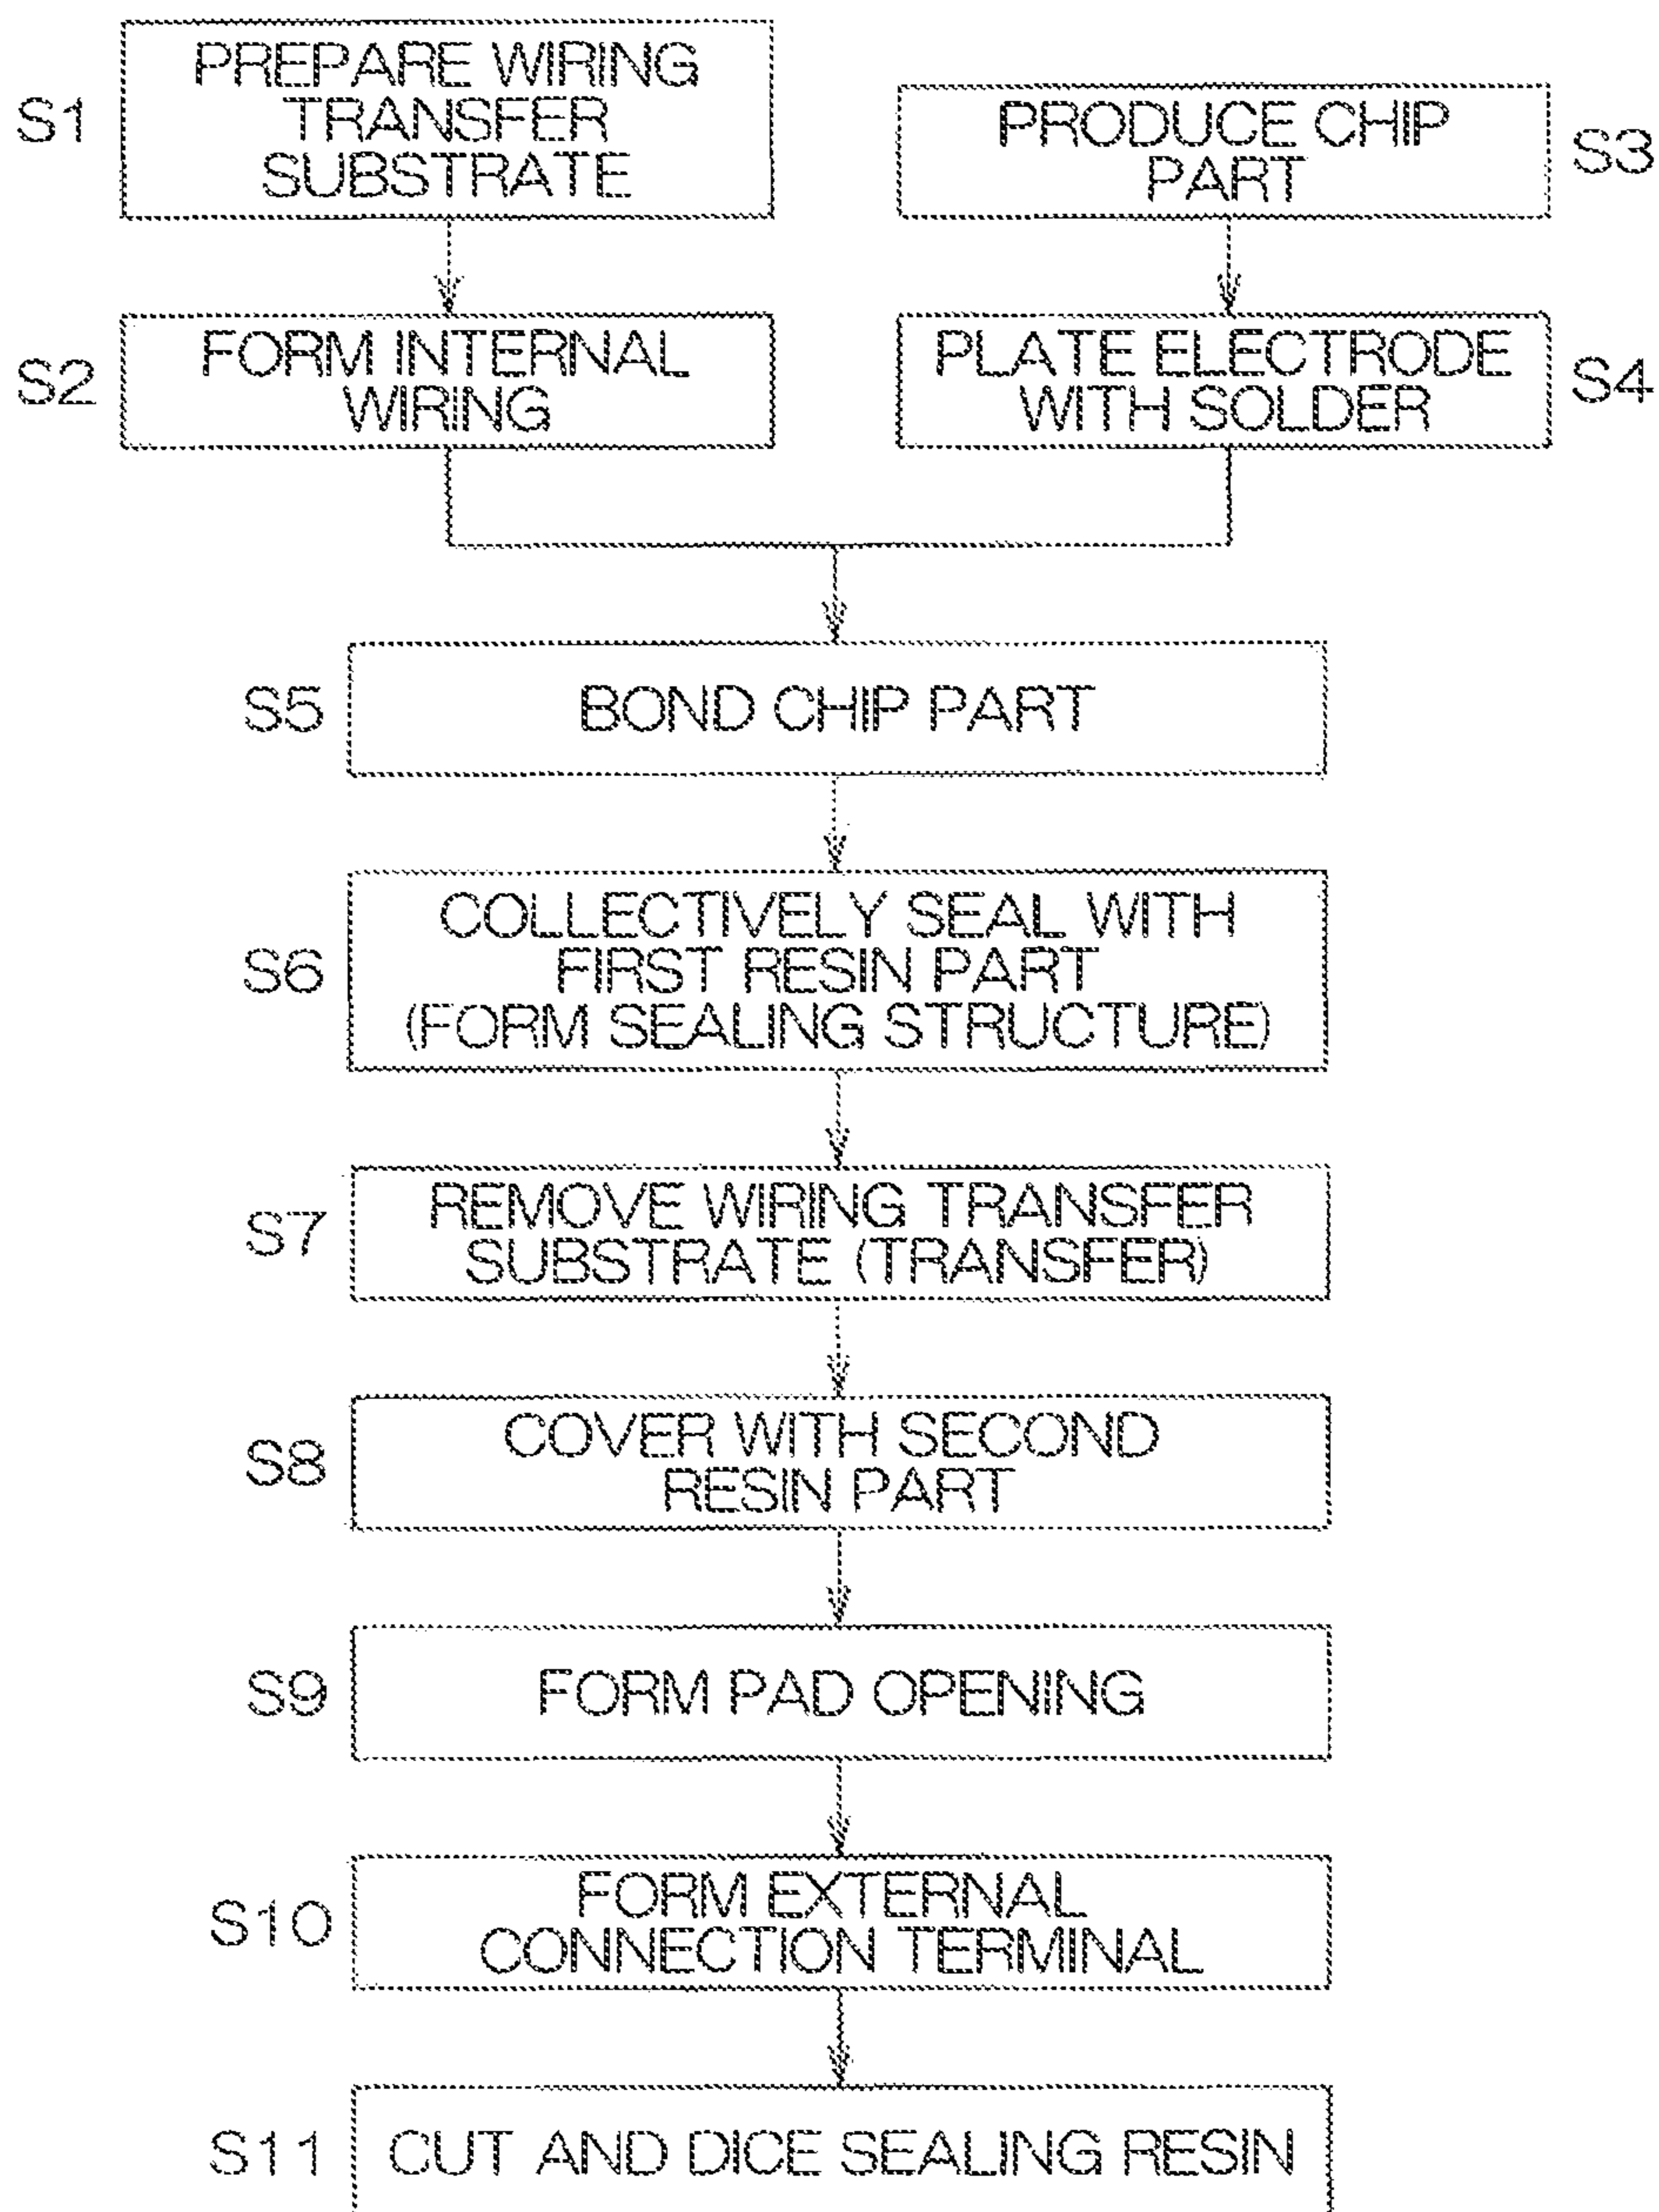 S1
PREPARE WIRING
TRANSFER
SUBSTRATE
PRODUCE CHIP
PART
S3
S2
FORM INTERNAL
WIRING
PLATE ELECTRODE
WITH SOLDER
S4
S5
BOND CHIP PART
S6
COLLECTIVELY SEAL WITH
FIRST RESIN PART
(FORM SEALING STRUCTURE)
S7
REMOVE WIRING TRANSFER
SUBSTRATE (TRANSFER)
S8
COVER WITH SECOND
RESIN PART
S9
FORM PAD OPENING
S10
FORM EXTERNAL
CONNECTION TERMINAL
S11
CUT AND DICE SEALING RESIN